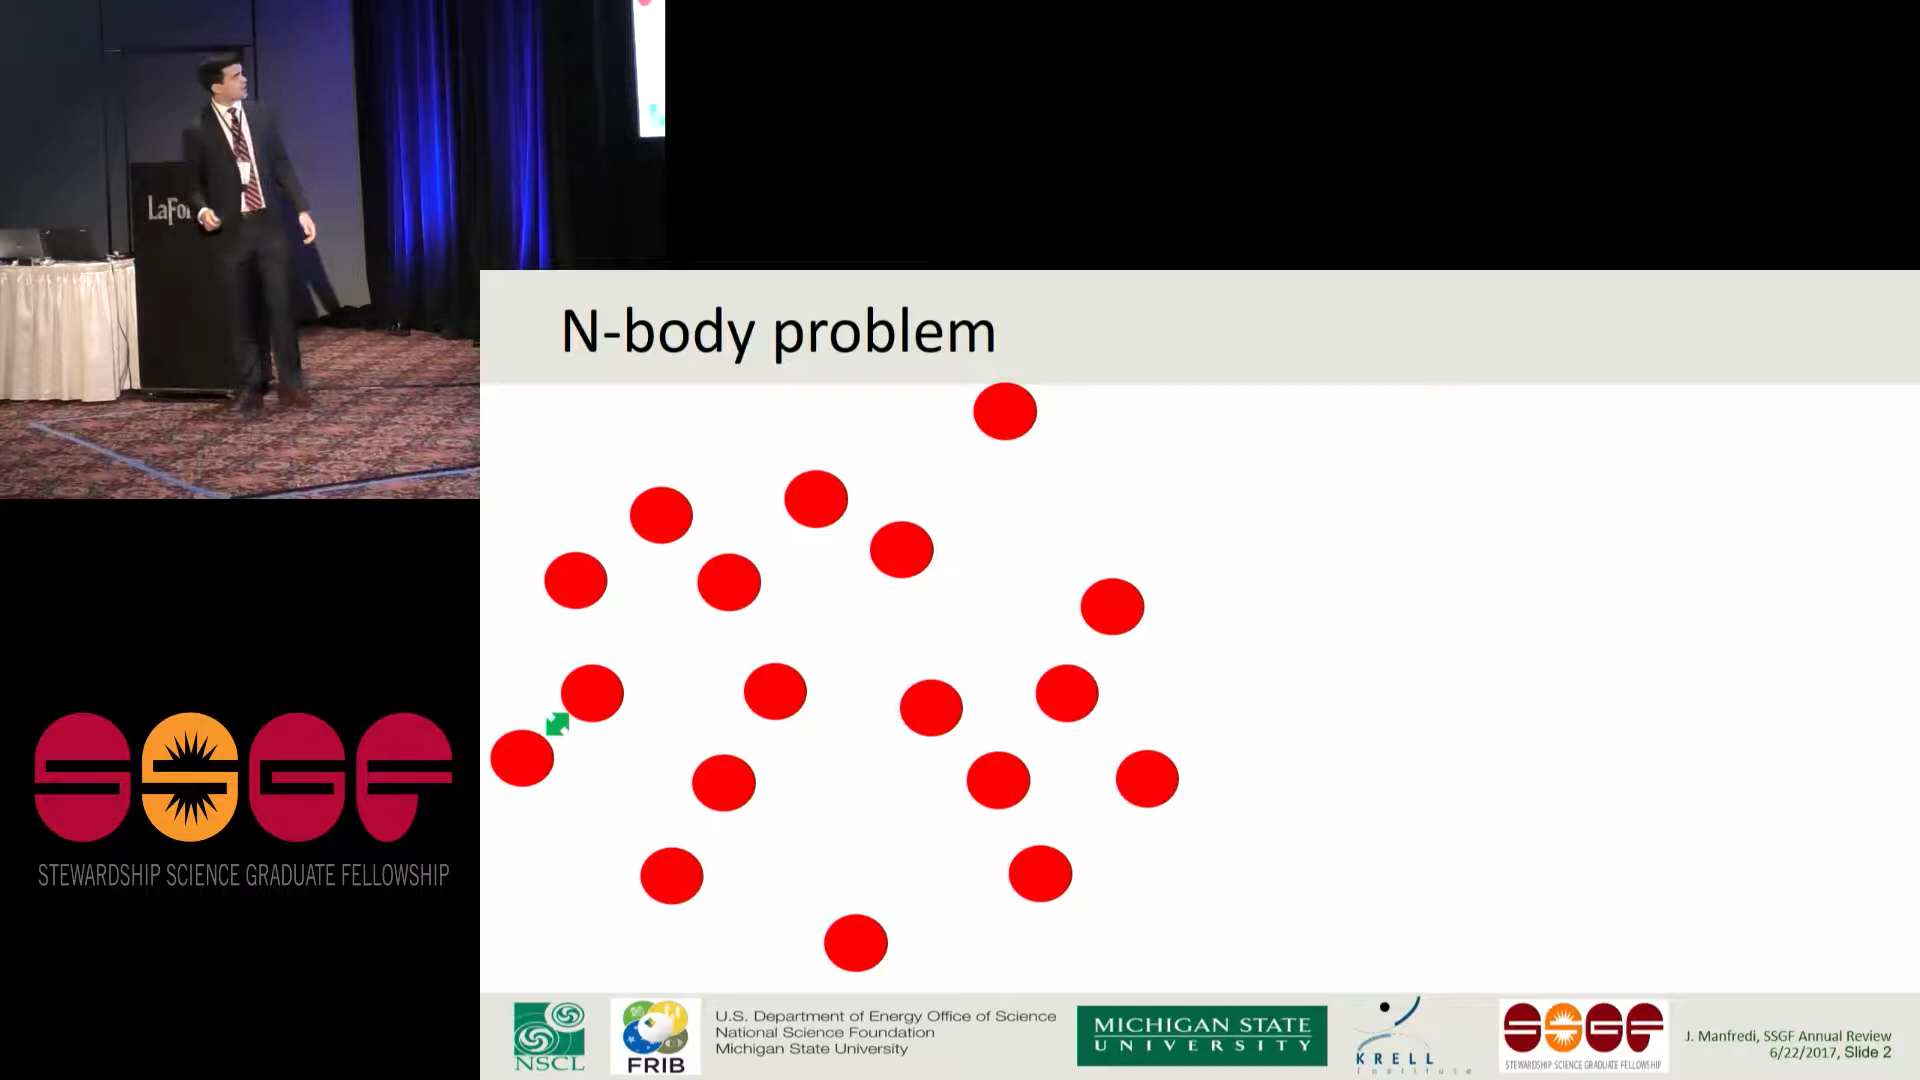 LaFo
N-body problem
SSGF
STEWARDSHIP SCIENCE GRADUATE FELLOWSHIP
NSCL
FRIB
U.S. Department of Energy Office of Science
National Science Foundation
Michigan State University
MICHIGAN STATE
UNIVERSITY
KRELL
Institute
SSGF
STEWARDSHIP SCIENCE GRADUATE FELLOWSHIP
J. Manfredi, SSGF Annual Review
6/22/2017, Slide 2